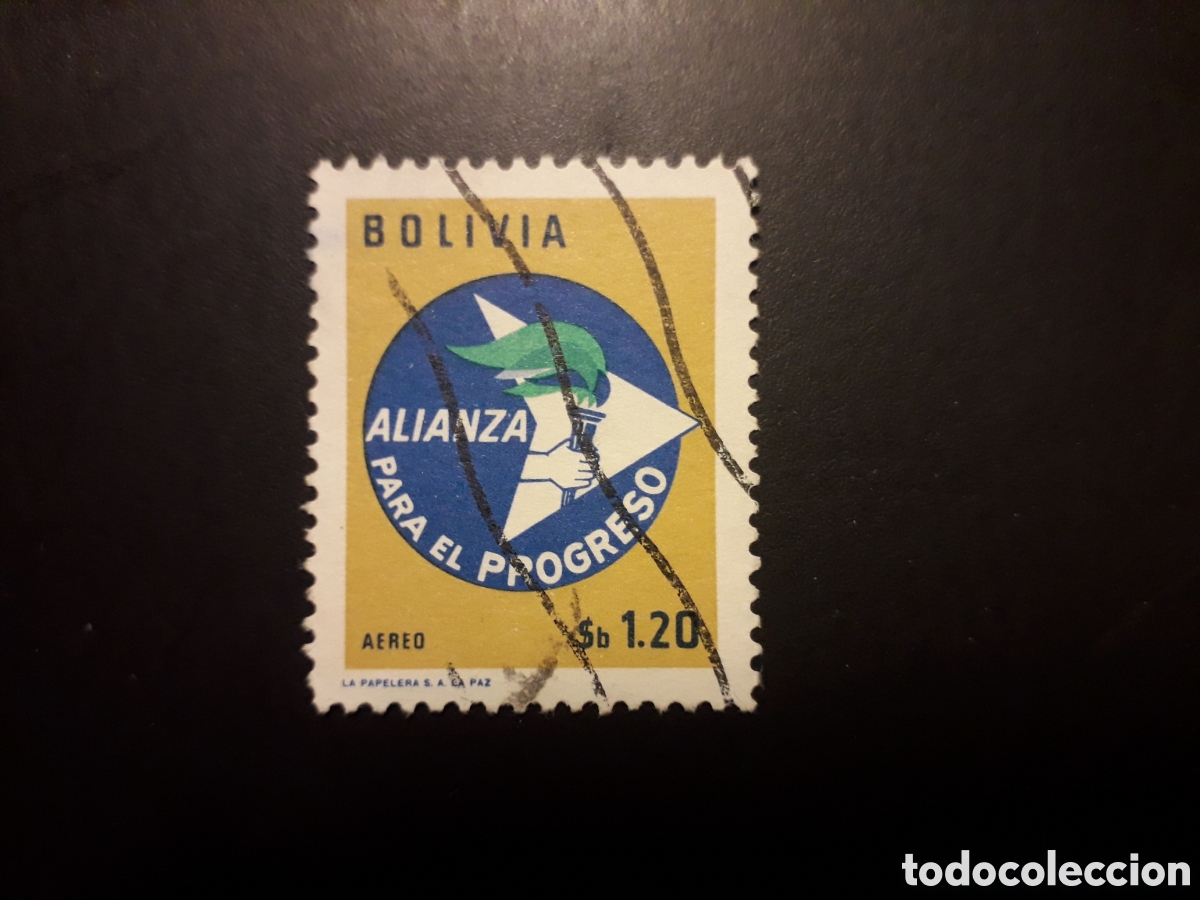 BOLIVIA
ALIANZA
PARA EL PROGRESO
AEREO
$b 1.20
LA PAPELERA S. A. LA PAZ
todocoleccion